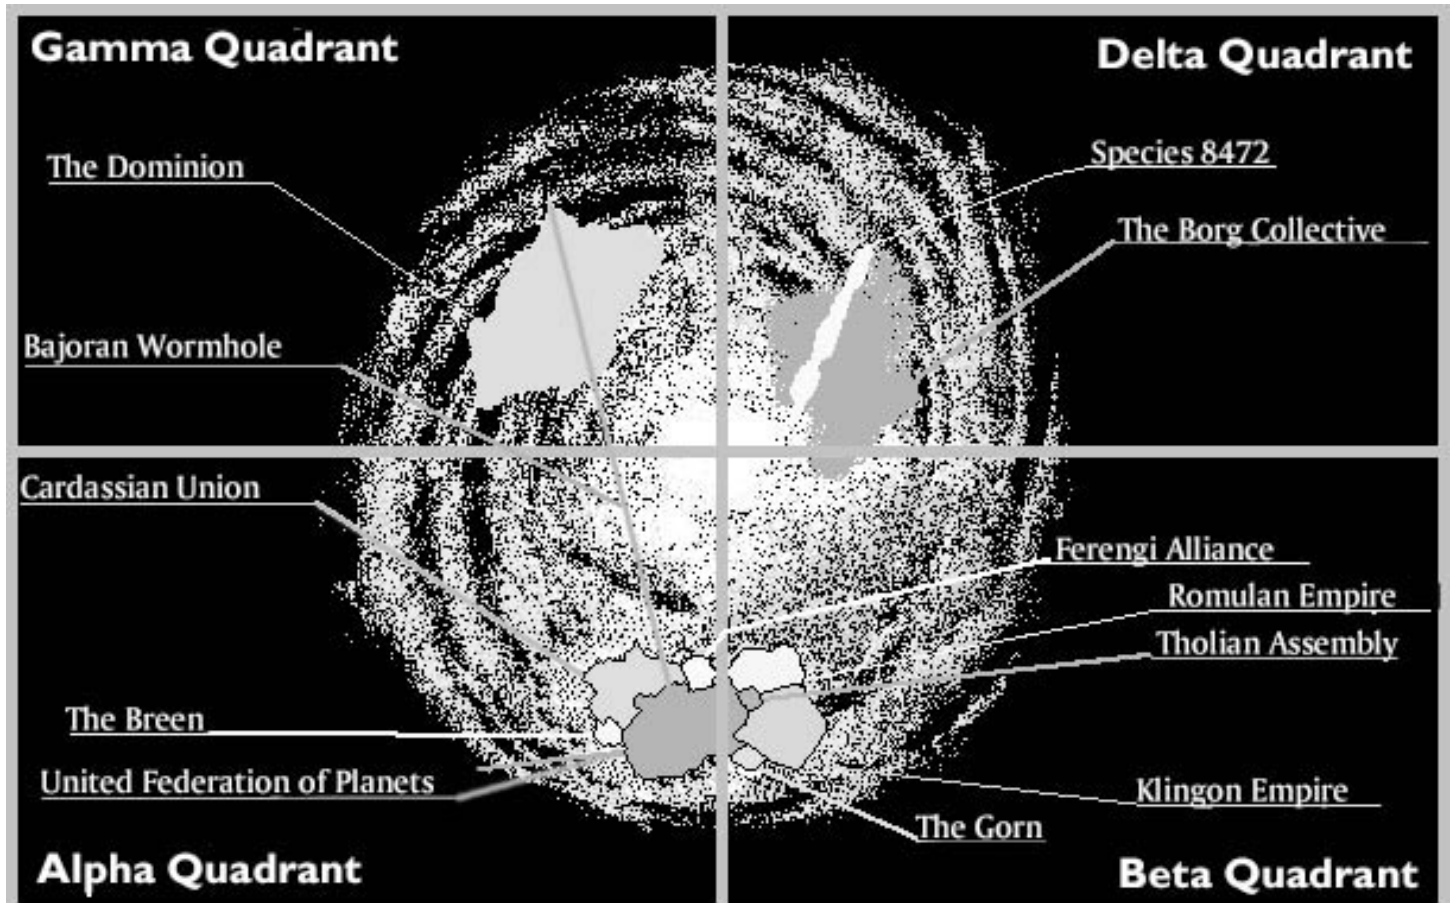 Gamma Quadrant
Delta Quadrant
The Dominion
Species 8472
The Borg Collective
Bajoran Wormhole
Cardassian Union
Ferengi Alliance
Romulan Empire
Tholian Assembly
The Breen
United Federation of Planets
Klingon Empire
The Gorn
Alpha Quadrant
Beta Quadrant